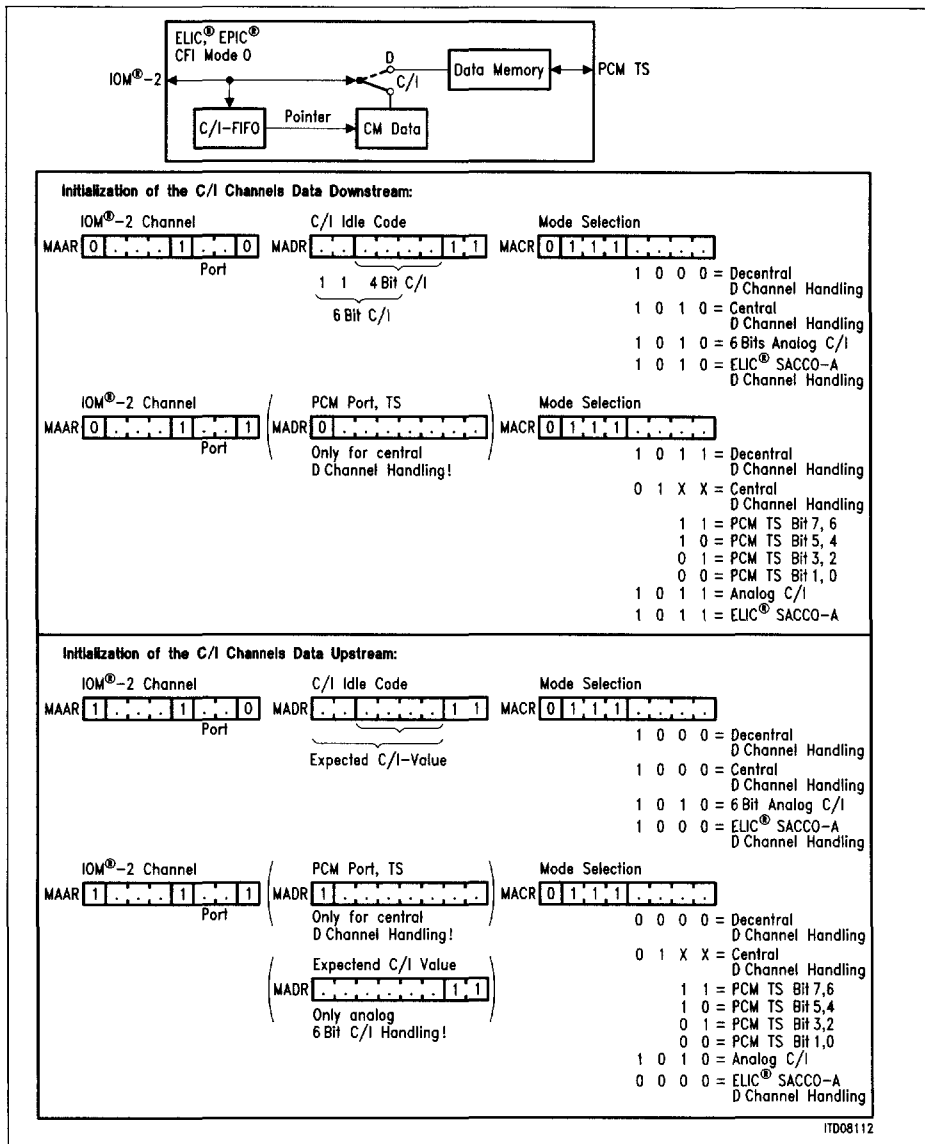 ELIC,® EPIC®
CFI Mode 0
IOM®-2
D
C/I
Data Memory
PCM TS
C/I-FIFO
Pointer
CM Data
Initialization of the C/I Channels Data Downstream:
IOM®-2 Channel C/I Idle Code Mode Selection
MAAR 0 . . . . 1 . . 0 MADR . . . . . . 1 1 MACR 0 1 1 1 . . . .
Port
1 1 4 Bit C/I
6 Bit C/I
1 0 0 0 = Decentral
D Channel Handling
1 0 1 0 = Central
D Channel Handling
1 0 1 0 = 6 Bits Analog C/I
1 0 1 0 = ELIC® SACCO-A
D Channel Handling
IOM®-2 Channel PCM Port, TS Mode Selection
MAAR 0 . . . . 1 . . 1 MADR 0 . . . . . . . MACR 0 1 1 1 . . . .
Port
Only for central
D Channel Handling!
1 0 1 1 = Decentral
D Channel Handling
0 1 X X = Central
D Channel Handling
1 1 = PCM TS Bit 7, 6
1 0 = PCM TS Bit 5, 4
0 1 = PCM TS Bit 3, 2
0 0 = PCM TS Bit 1, 0
1 0 1 1 = Analog C/I
1 0 1 1 = ELIC® SACCO-A
Initialization of the C/I Channels Data Upstream:
IOM®-2 Channel C/I Idle Code Mode Selection
MAAR 1 . . . . 1 . . 0 MADR . . . . . . 1 1 MACR 0 1 1 1 . . . .
Port
Expected C/I-Value
1 0 0 0 = Decentral
D Channel Handling
1 0 0 0 = Central
D Channel Handling
1 0 1 0 = 6 Bit Analog C/I
1 0 0 0 = ELIC® SACCO-A
D Channel Handling
IOM®-2 Channel PCM Port, TS Mode Selection
MAAR 1 . . . . 1 . . 1 MADR 1 . . . . . . . MACR 0 1 1 1 . . . .
Port
Only for central
D Channel Handling!
Expectend C/I Value
MADR . . . . . . 1 1
Only analog
6 Bit C/I Handling!
0 0 0 0 = Decentral
D Channel Handling
0 1 X X = Central
D Channel Handling
1 1 = PCM TS Bit 7,6
1 0 = PCM TS Bit 5,4
0 1 = PCM TS Bit 3,2
0 0 = PCM TS Bit 1,0
1 0 1 0 = Analog C/I
0 0 0 0 = ELIC® SACCO-A
D Channel Handling
ITD08112